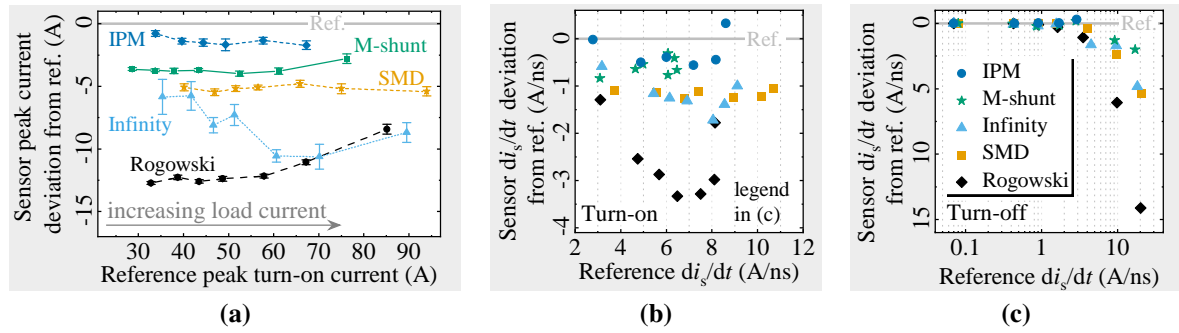 Sensor peak current
deviation from ref. (A)
0
-5
-10
-15
Ref.
IPM
M-shunt
SMD
Infinity
Rogowski
increasing load current
30 40 50 60 70 80 90
Reference peak turn-on current (A)
(a)
Sensor dis/dt deviation
from ref. (A/ns)
0
-1
-2
-3
-4
Ref.
Turn-on
legend
in (c)
2 4 6 8 10 12
Reference dis/dt (A/ns)
(b)
Sensor dis/dt deviation
from ref. (A/ns)
0
5
10
15
Ref.
IPM
M-shunt
Infinity
SMD
Rogowski
Turn-off
0.1 1 10
Reference dis/dt (A/ns)
(c)